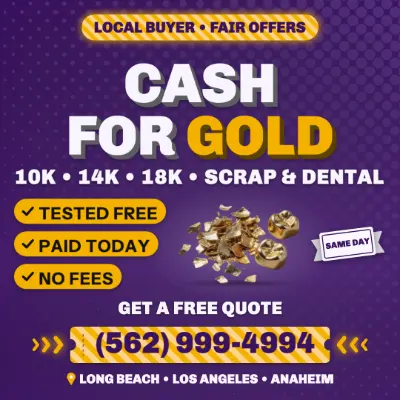 LOCAL BUYER • FAIR OFFERS
CASH
FOR GOLD
10K • 14K • 18K • SCRAP & DENTAL
✓ TESTED FREE
✓ PAID TODAY
✓ NO FEES
SAME DAY
GET A FREE QUOTE
(562) 999-4994
LONG BEACH • LOS ANGELES • ANAHEIM